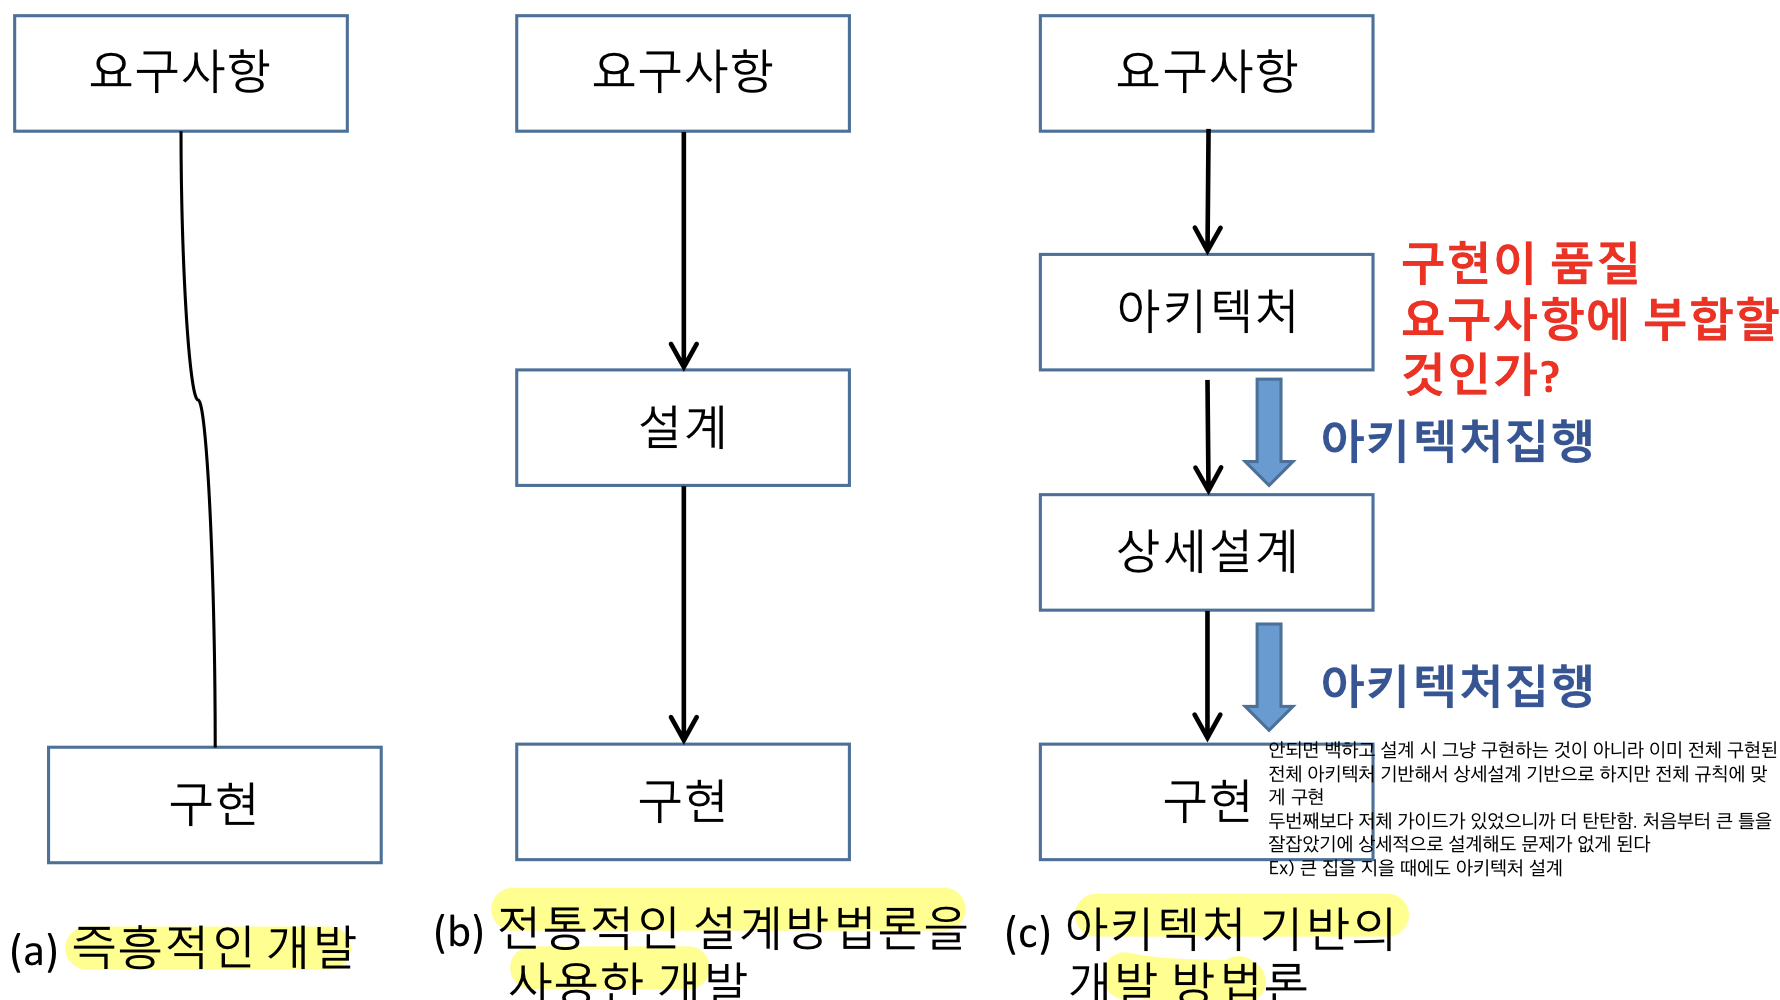 요구사항
구현
(a) 즉흥적인 개발
요구사항
설계
구현
(b) 전통적인 설계방법론을
사용한 개발
요구사항
아키텍처
구현이 품질
요구사항에 부합할
것인가?
아키텍처집행
상세설계
아키텍처집행
구현
안되면 백하고 설계 시 그냥 구현하는 것이 아니라 이미 전체 구현된
전체 아키텍처 기반해서 상세설계 기반으로 하지만 전체 규칙에 맞
게 구현
두번째보다 전체 가이드가 있었으니까 더 탄탄함. 처음부터 큰 틀을
잘잡았기에 상세적으로 설계해도 문제가 없게 된다
Ex) 큰 집을 지을 때에도 아키텍처 설계
(c) 아키텍처 기반의
개발 방법론